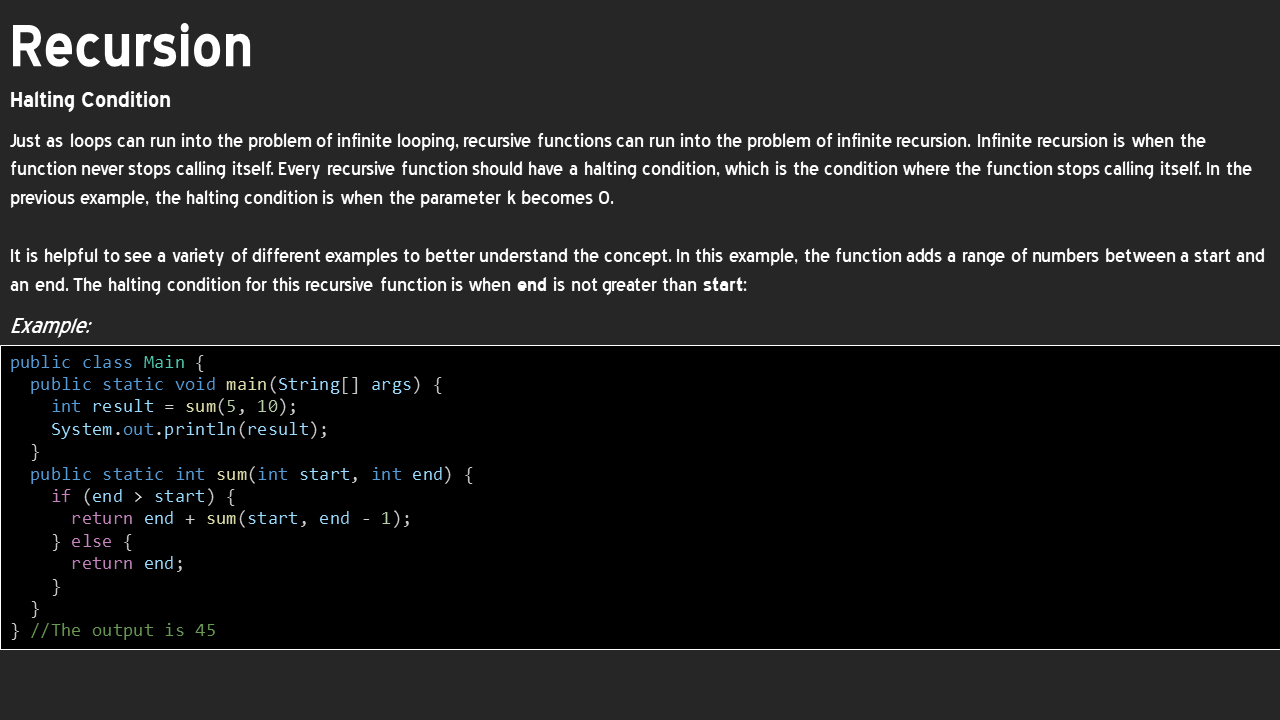 Recursion
Halting Condition
Just as loops can run into the problem of infinite looping, recursive functions can run into the problem of infinite recursion. Infinite recursion is when the
function never stops calling itself. Every recursive function should have a halting condition, which is the condition where the function stops calling itself. In the
previous example, the halting condition is when the parameter k becomes 0.
It is helpful to see a variety of different examples to better understand the concept. In this example, the function adds a range of numbers between a start and
an end. The halting condition for this recursive function is when end is not greater than start:
Example:
public class Main {
  public static void main(String[] args) {
    int result = sum(5, 10);
    System.out.println(result);
  }
  public static int sum(int start, int end) {
    if (end > start) {
      return end + sum(start, end - 1);
    } else {
      return end;
    }
  }
} //The output is 45